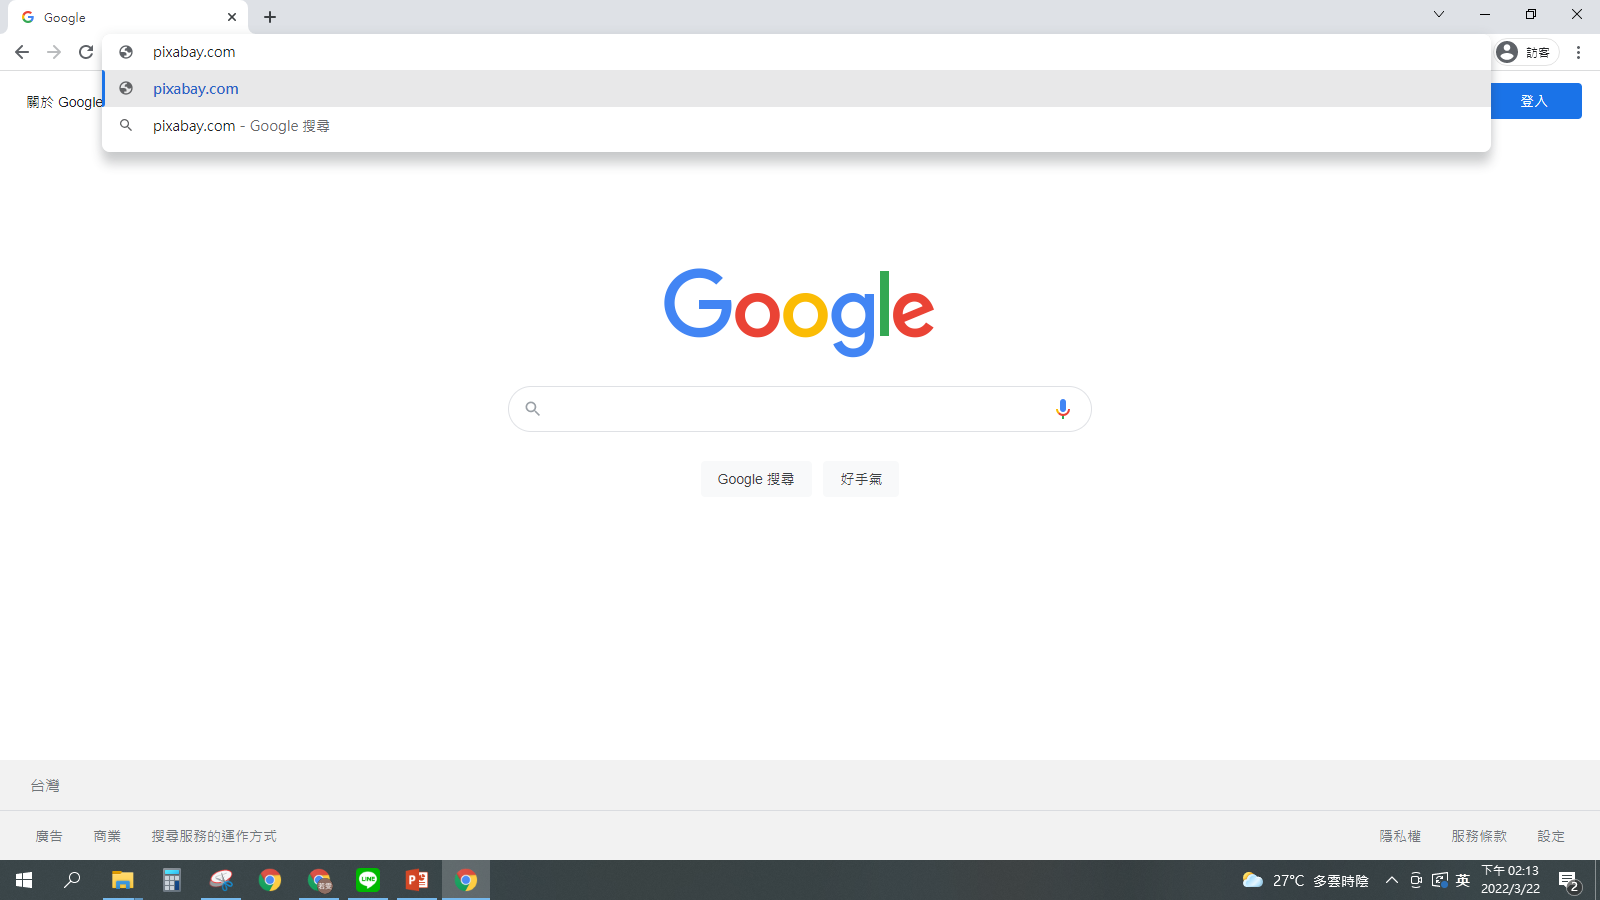 Google
pixabay.com
訪客
pixabay.com
pixabay.com - Google 搜尋
關於 Google
登入
Google
Google 搜尋
好手氣
台灣
廣告
商業
搜尋服務的運作方式
隱私權
服務條款
設定
LINE
27°C 多雲時陰
英
下午 02:13
2022/3/22
2